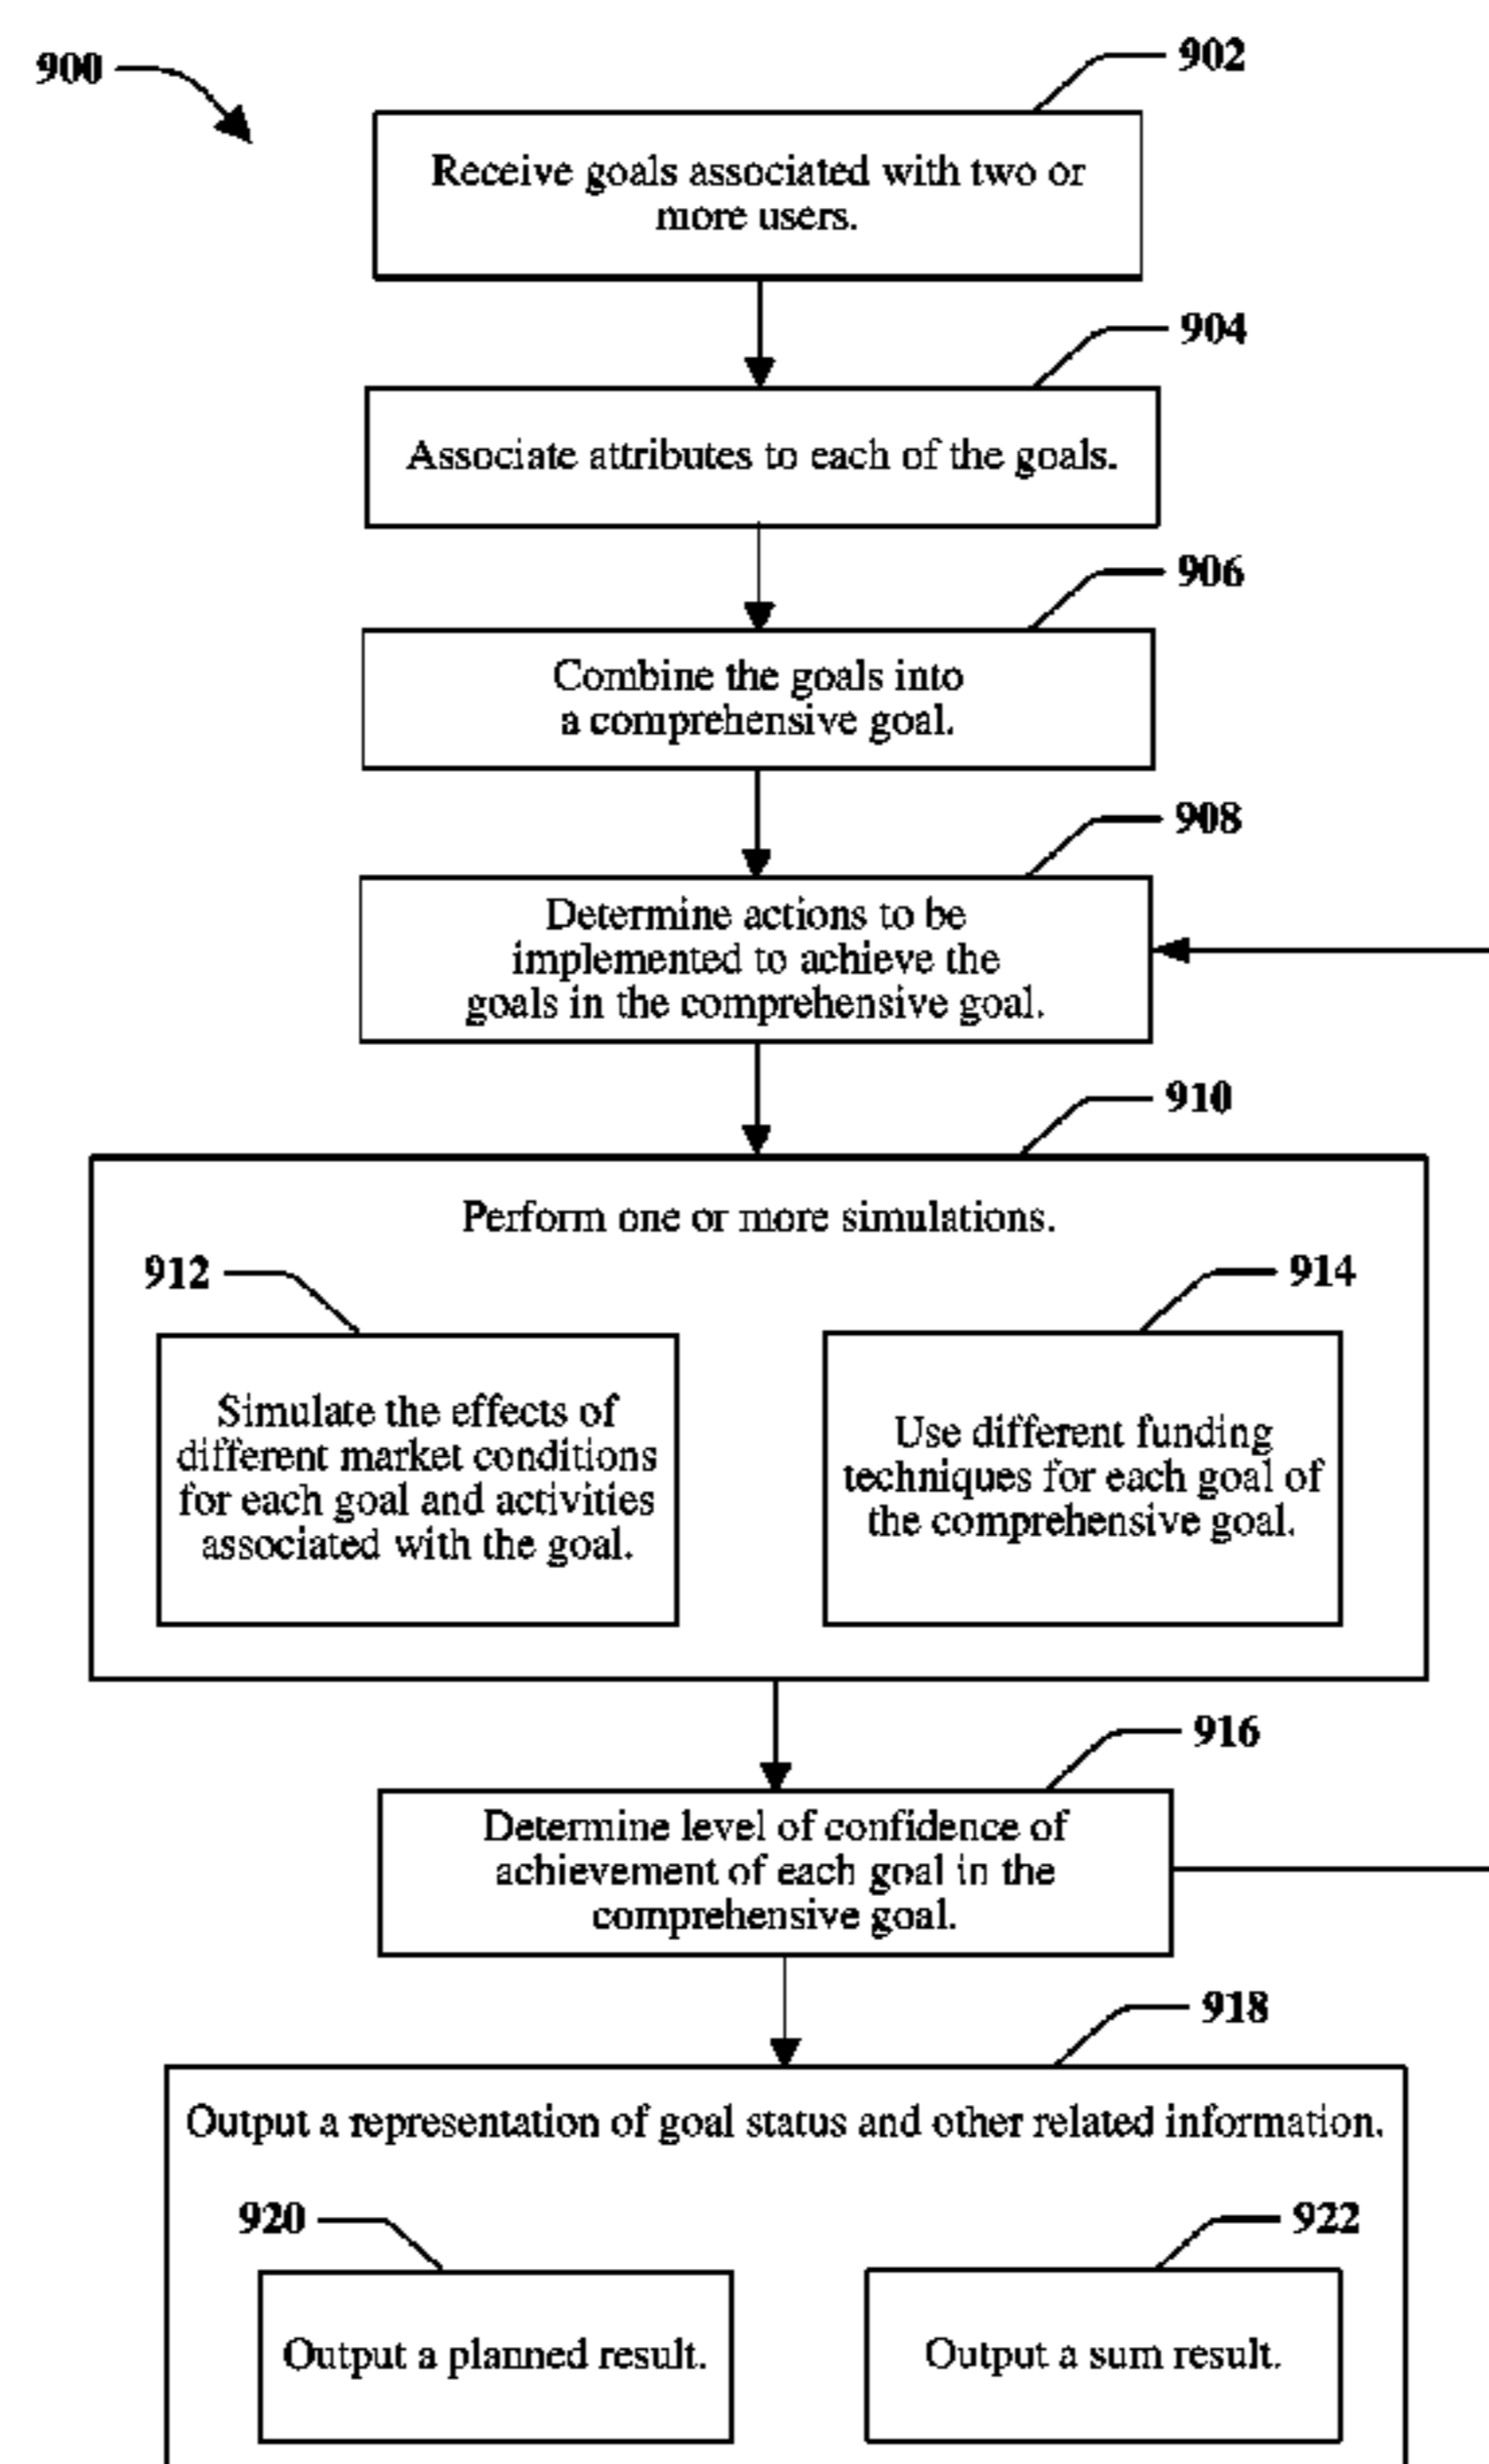 900
902
Receive goals associated with two or
more users.
904
Associate attributes to each of the goals.
906
Combine the goals into
a comprehensive goal.
908
Determine actions to be
implemented to achieve the
goals in the comprehensive goal.
910
Perform one or more simulations.
912
914
Simulate the effects of
different market conditions
for each goal and activities
associated with the goal.
Use different funding
techniques for each goal of
the comprehensive goal.
916
Determine level of confidence of
achievement of each goal in the
comprehensive goal.
918
Output a representation of goal status and other related information.
920
922
Output a planned result.
Output a sum result.